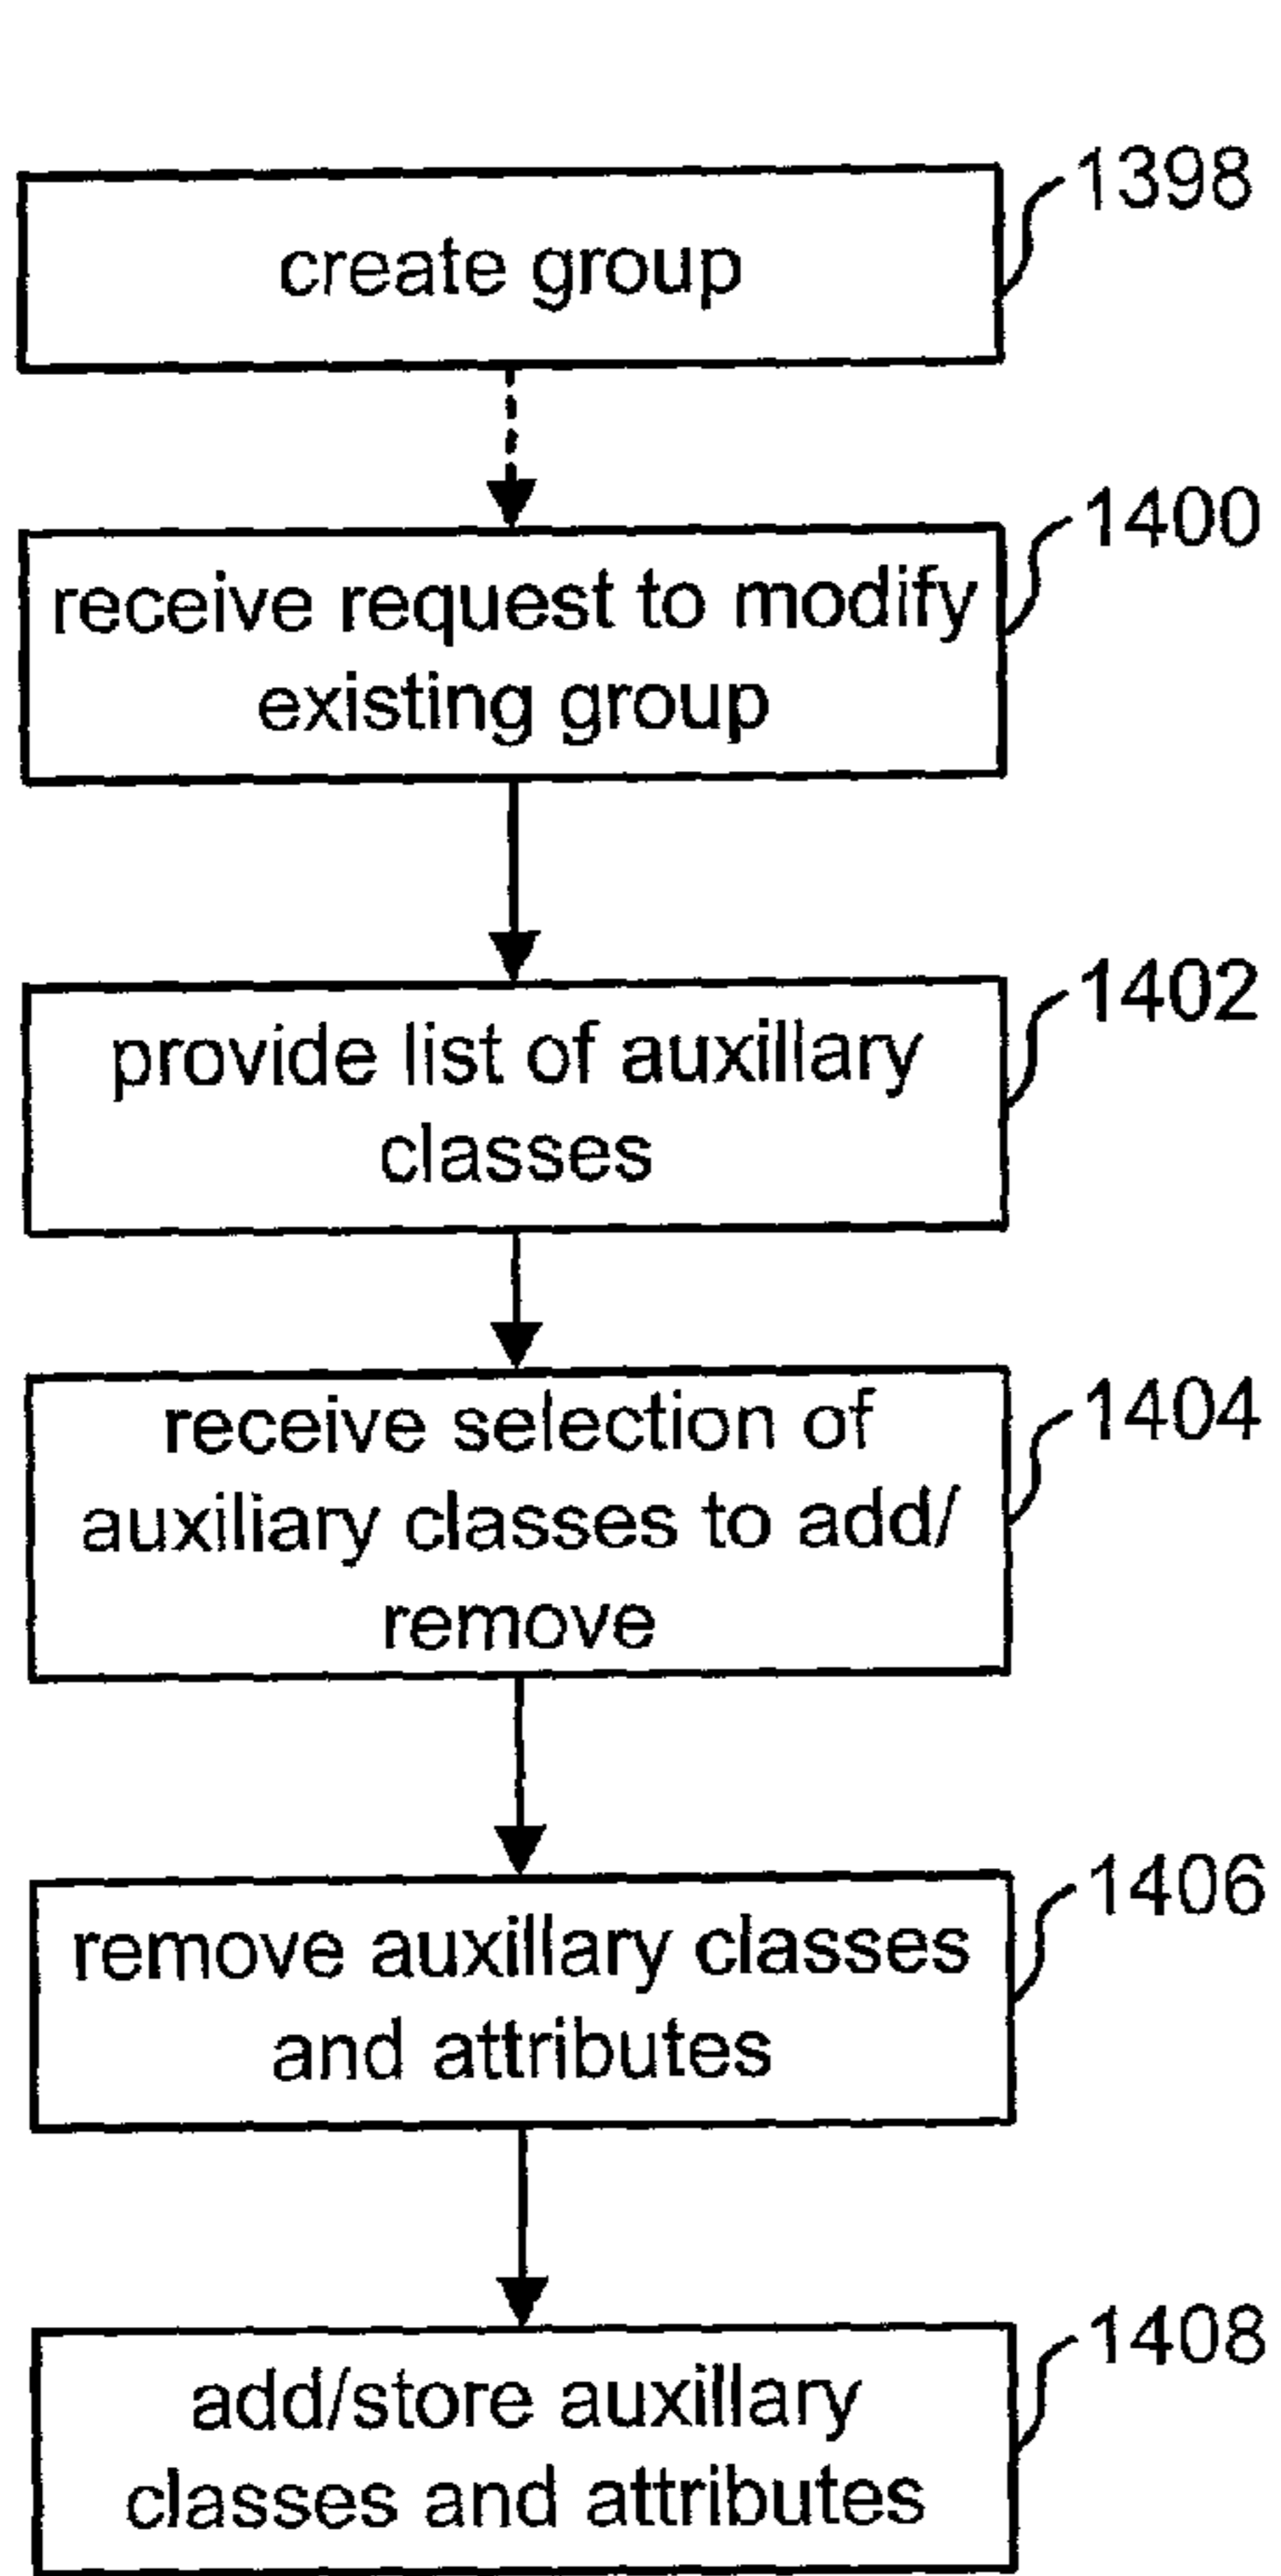 1398
create group
1400
receive request to modify
existing group
1402
provide list of auxillary
classes
1404
receive selection of
auxiliary classes to add/
remove
1406
remove auxillary classes
and attributes
1408
add/store auxillary
classes and attributes